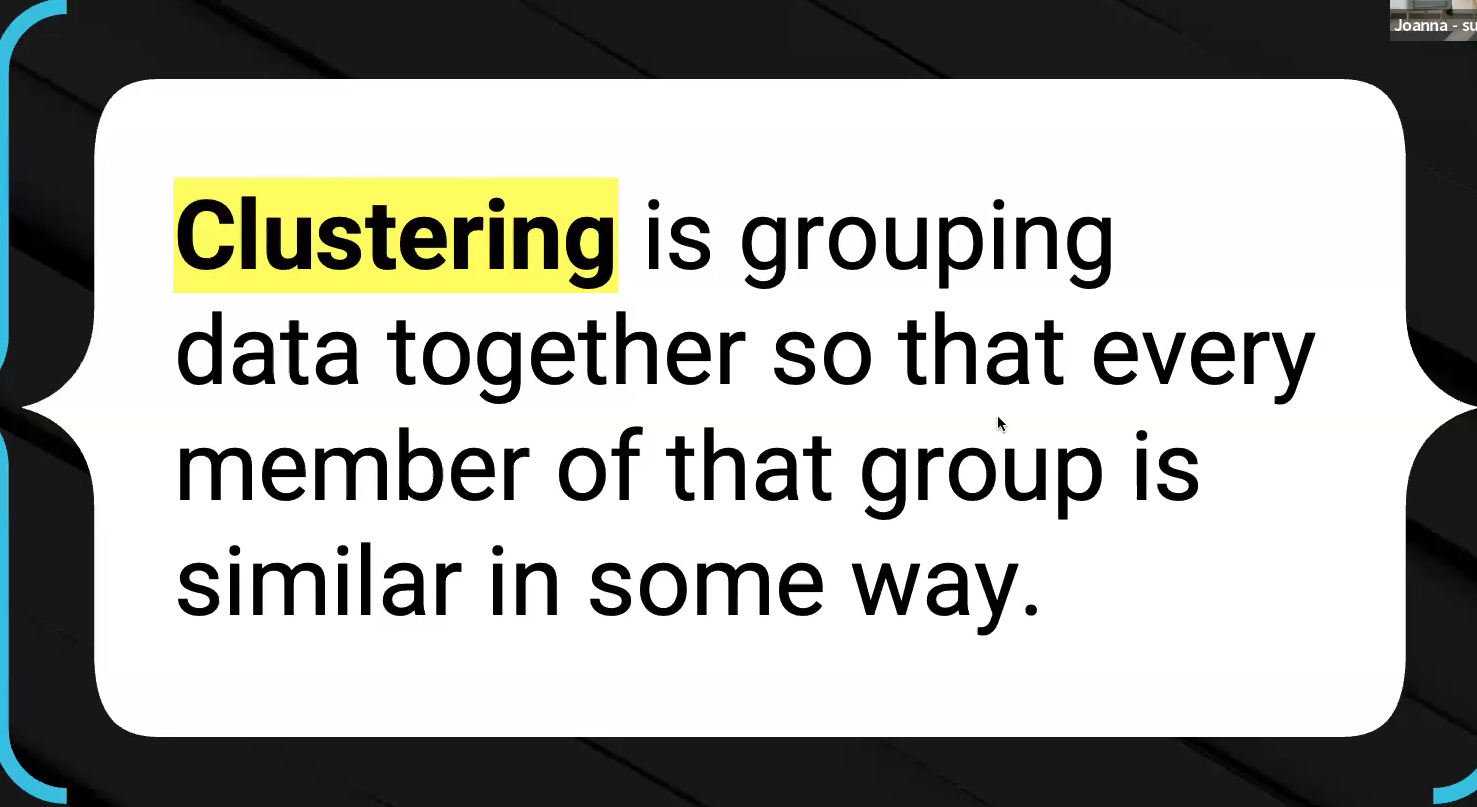 Joanna - su
Clustering is grouping
data together so that every
member of that group is
similar in some way.